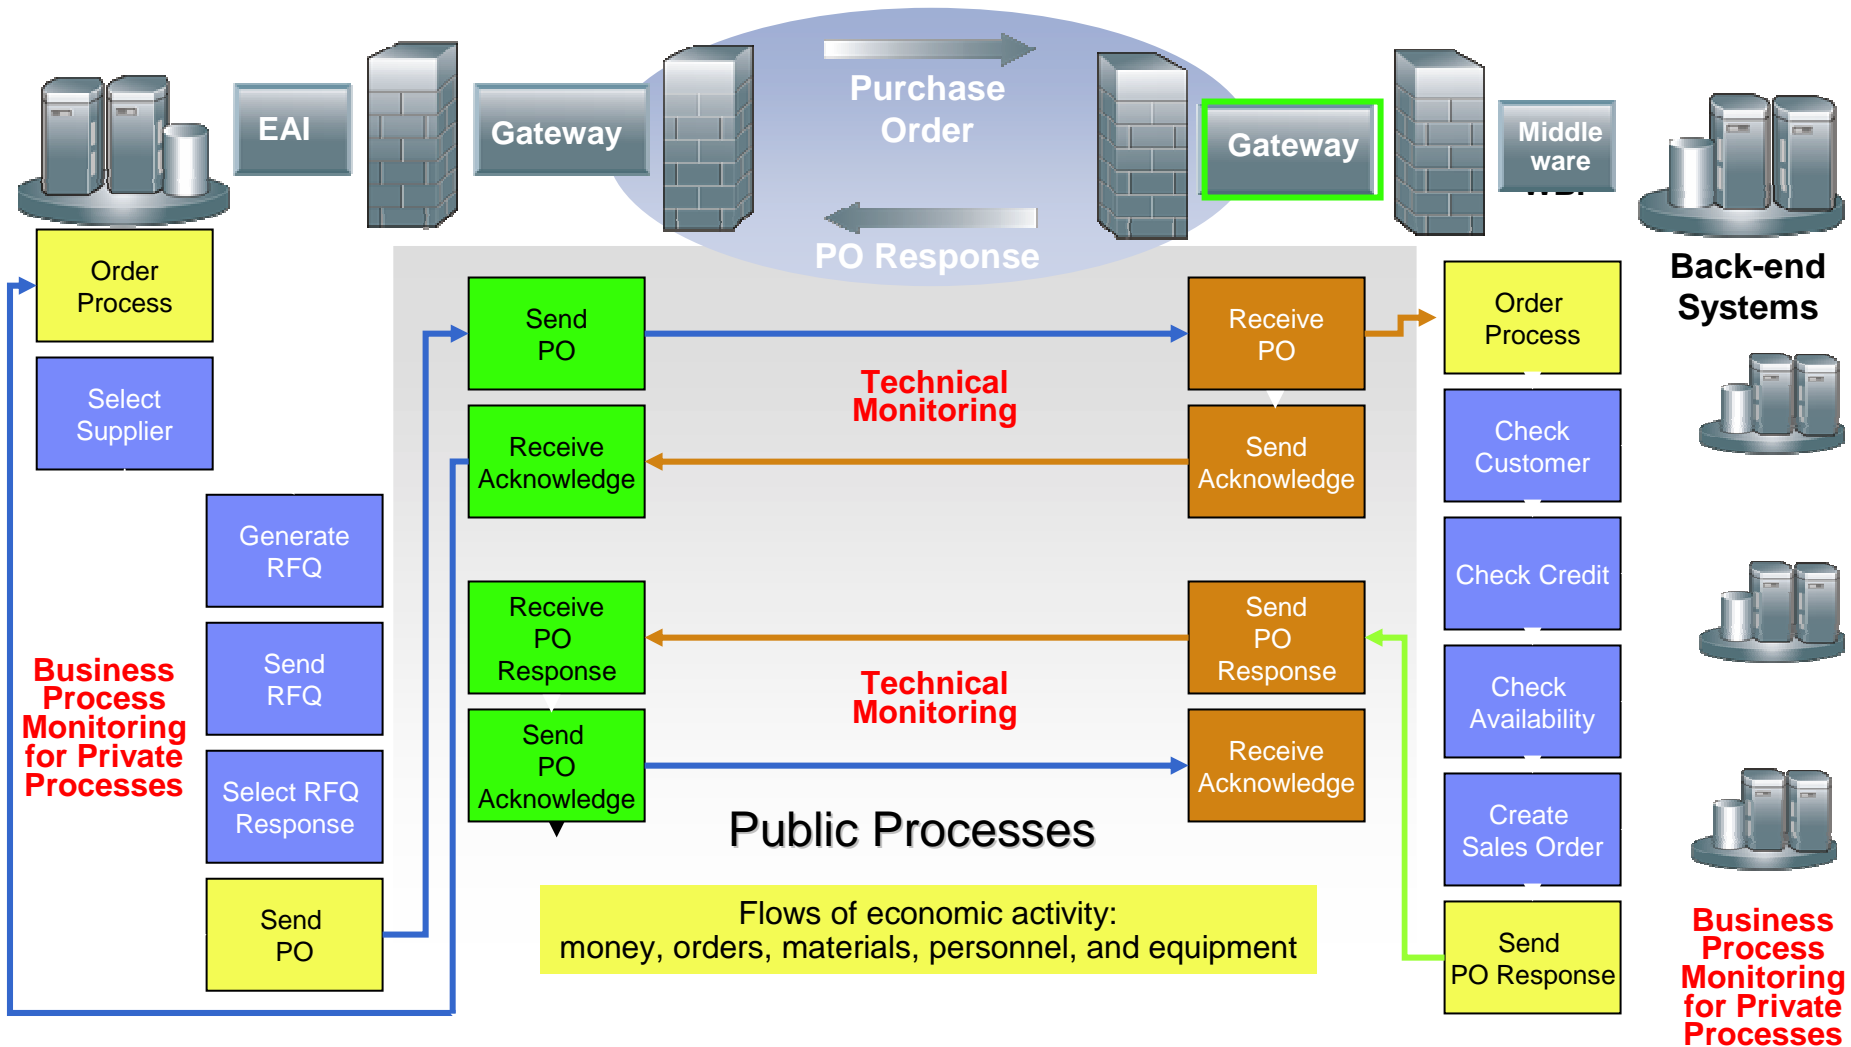 EAI
Gateway
Purchase
Order
PO Response
Gateway
Middle
ware
Back-end
Systems
Order
Process
Select
Supplier
Generate
RFQ
Send
RFQ
Select RFQ
Response
Send
PO
Business
Process
Monitoring
for Private
Processes
Send
PO
Receive
Acknowledge
Receive
PO
Response
Send
PO
Acknowledge
Technical
Monitoring
Technical
Monitoring
Public Processes
Flows of economic activity:
money, orders, materials, personnel, and equipment
Receive
PO
Send
Acknowledge
Send
PO
Response
Receive
Acknowledge
Order
Process
Check
Customer
Check Credit
Check
Availability
Create
Sales Order
Send
PO Response
Business
Process
Monitoring
for Private
Processes